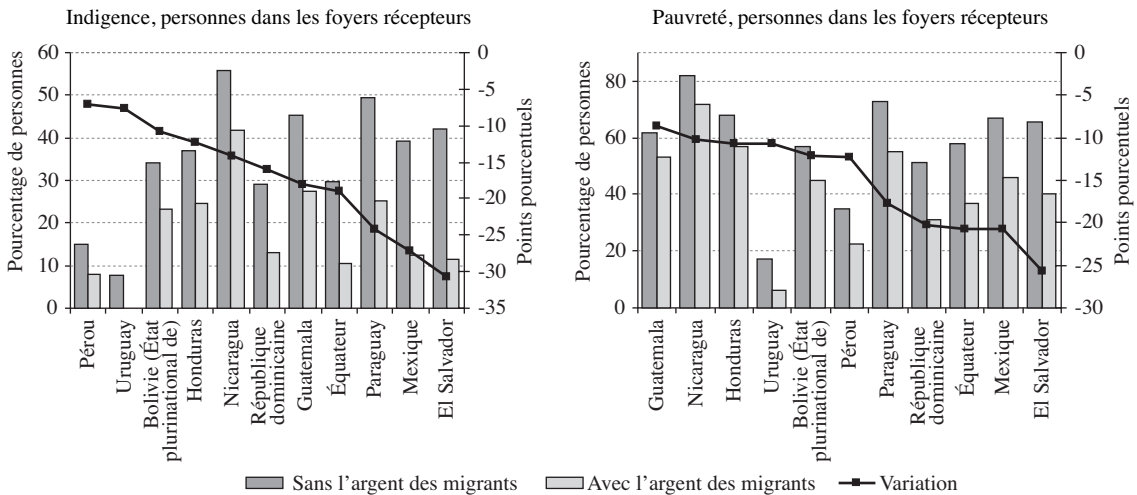 Indigence, personnes dans les foyers récepteurs
Pourcentage de personnes
60
50
40
30
20
10
0
0
-5
-10
-15
-20
-25
-30
-35
Points pourcentuels
Pérou
Uruguay
Bolivie (État
plurinational de)
Honduras
Nicaragua
République
dominicaine
Guatemala
Équateur
Paraguay
Mexique
El Salvador
Pauvreté, personnes dans les foyers récepteurs
Pourcentage de personnes
80
60
40
20
0
0
-5
-10
-15
-20
-25
-30
Points pourcentuels
Guatemala
Nicaragua
Honduras
Uruguay
Bolivie (État
plurinational de)
Pérou
Paraguay
République
dominicaine
Équateur
Mexique
El Salvador
Sans l'argent des migrants
Avec l'argent des migrants
Variation